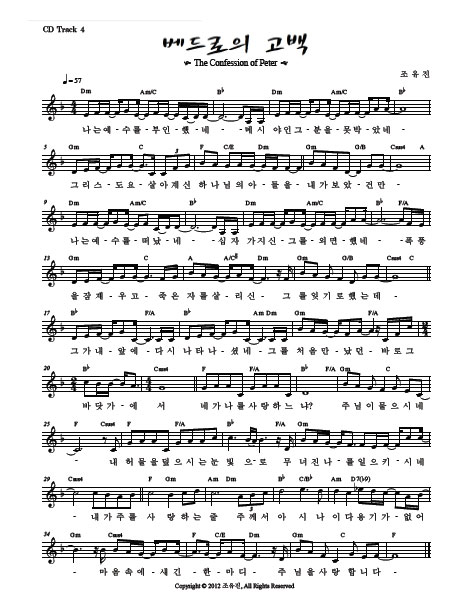 CD Track 4
베드로의 고백
The Confession of Peter
조 유 진
♩=57
Dm Am/C B♭ Dm Am/C B♭
나 는 예 - 수 를 - 부 인 - 했 - 네 - - 메 시 야 인 그 - 분 을 - 못 박 - 았 네 -
5 Gm C F C/E Dm Gm G/B Csus4 A
그 리 스 - 도 요 - 살 아 계 신 하 나 님 의 아 - 들 을 - 내 가 보 았 - 건 만 -
9 Dm Am/C B♭ Dm Am/C B♭ F/A
나 는 예 - 수 를 - 떠 났 - 네 - 십 자 가 지 신 - 그 를 - 외 면 - 했 네 - 폭 풍
13 Gm C A Dm Gm G/B Csus4 C
을 잠 재 - 우 고 - 죽 은 자 를 살 - 리 신 - 그 를 잊 기 로 했 는 데 -
17 B♭ F/A B♭ Am Dm Gm F/A
그 가 내 - 앞 에 - 다 시 나 타 나 - 셨 네 - 그 를 처 음 만 - 났 던 - 바 로 그
20 B♭ Csus4 F F/A B♭ F/A Gm C
바 닷 가 - 에 서 네 가 나 를 사 랑 하 느 냐? 주 님 이 물 으 시 네
25 F Csus4 F F/A B♭ F/A Gm
- 내 허 물 을 덮 으 시 는 눈 빛 으 - 로 무 너 진 나 - 를 일 으 키 시 네
29 Csus4 F Gm Am Dm B♭ C/B♭ Am D7(♭9)
- 내 가 주 를 사 랑 하 는 줄 주 께 서 아 시 나 이 다 용 기 가 - 없 어
34 Gm C F Csus4 F
- 마 음 속 에 - 새 긴 - 한 - 마 디 - 주 님 을 사 랑 합 니 다 -
Copyright © 2012 조유진, All Rights Reserved